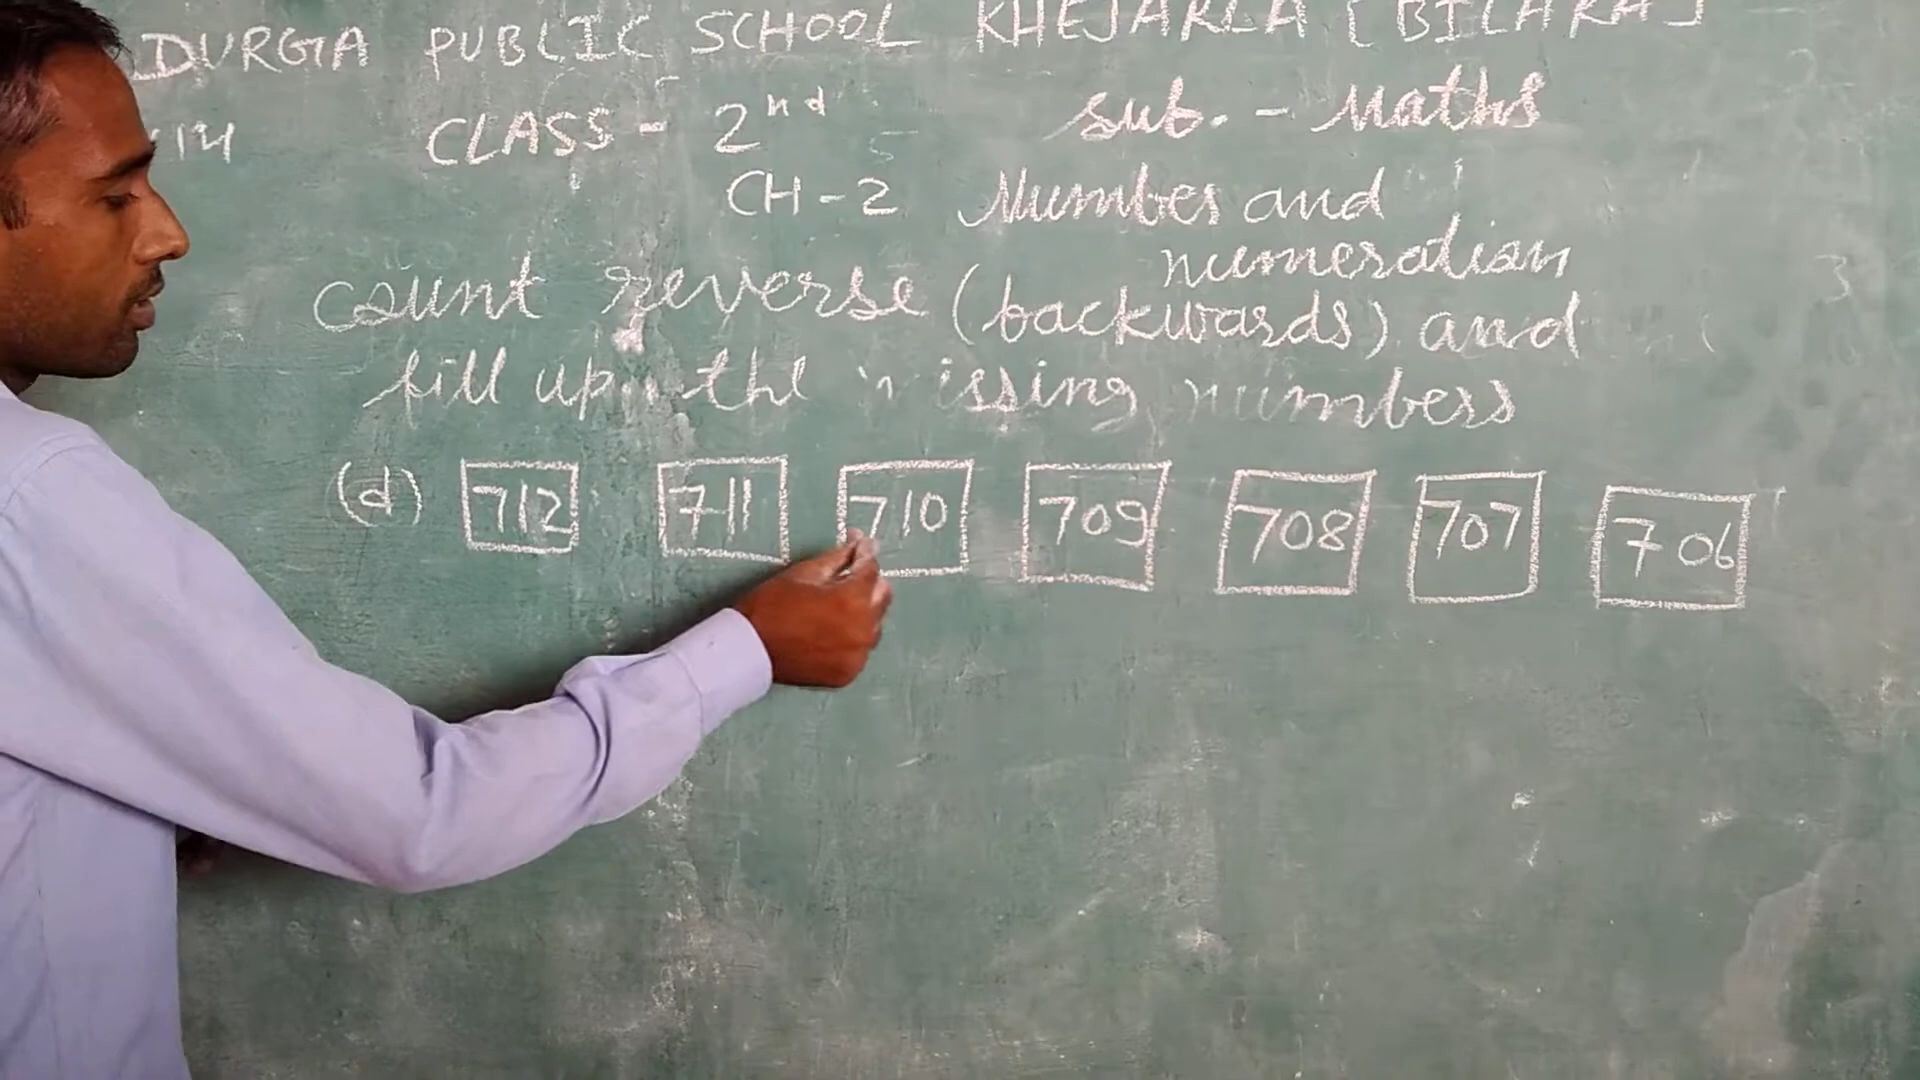 DURGA PUBLIC SCHOOL KHEJARLA [BILARA]
CLASS - 2nd sub. - Maths
CH - 2 Number and
numeration
count reverse (backwards) and
fill up the missing numbers
(d) 712 711 710 709 708 707 706